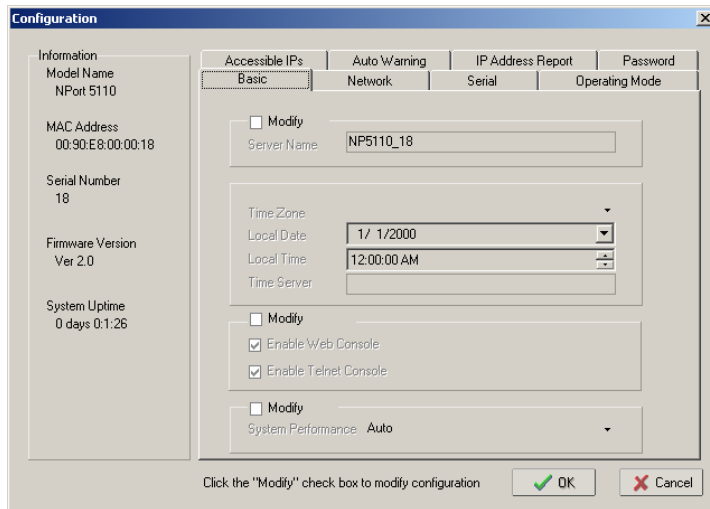 Configuration
Information
Model Name
NPort 5110
MAC Address
00:90:E8:00:00:18
Serial Number
18
Firmware Version
Ver 2.0
System Uptime
0 days 0:1:26
Accessible IPs
Auto Warning
IP Address Report
Password
Basic
Network
Serial
Operating Mode
Modify
Server Name
NP5110_18
Time Zone
Local Date
1/ 1/2000
Local Time
12:00:00 AM
Time Server
Modify
Enable Web Console
Enable Telnet Console
Modify
System Performance
Auto
Click the "Modify" check box to modify configuration
OK
Cancel